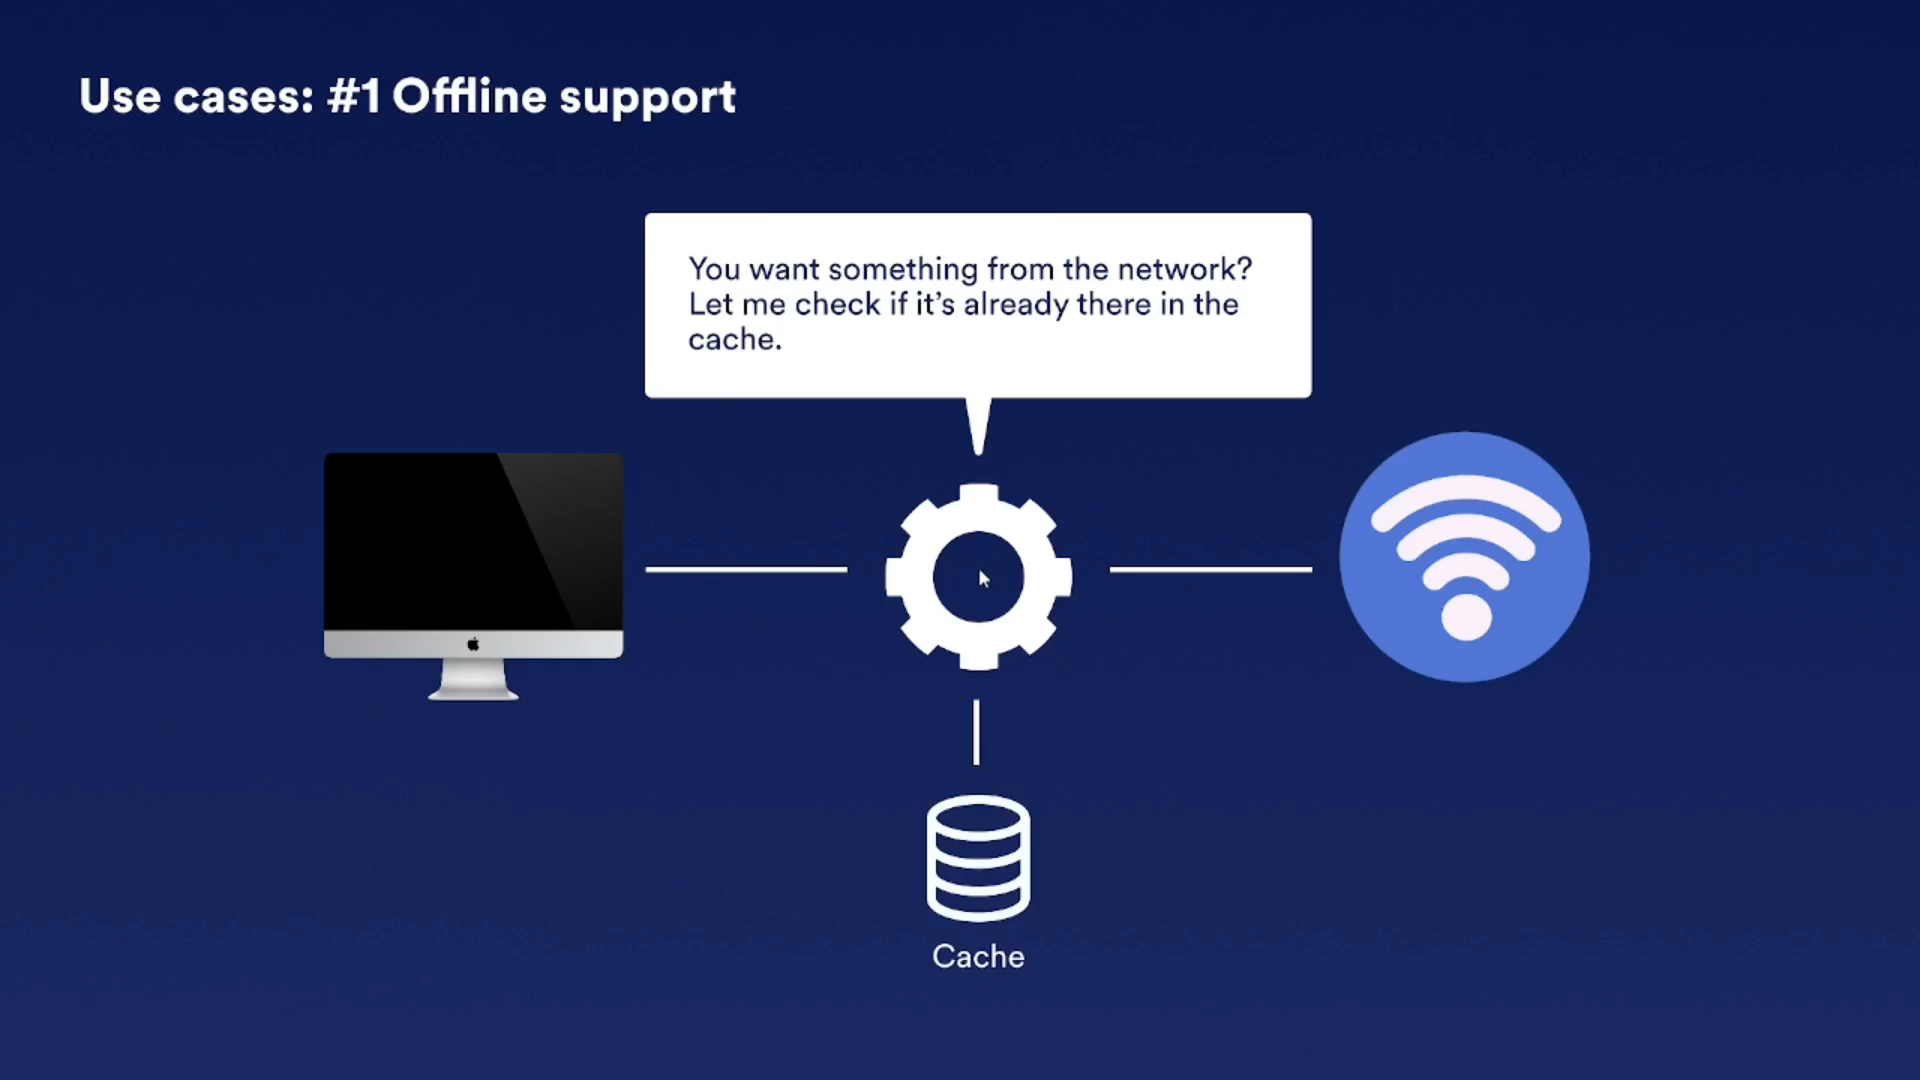 Use cases: #1 Offline support
You want something from the network?
Let me check if it’s already there in the
cache.
Cache